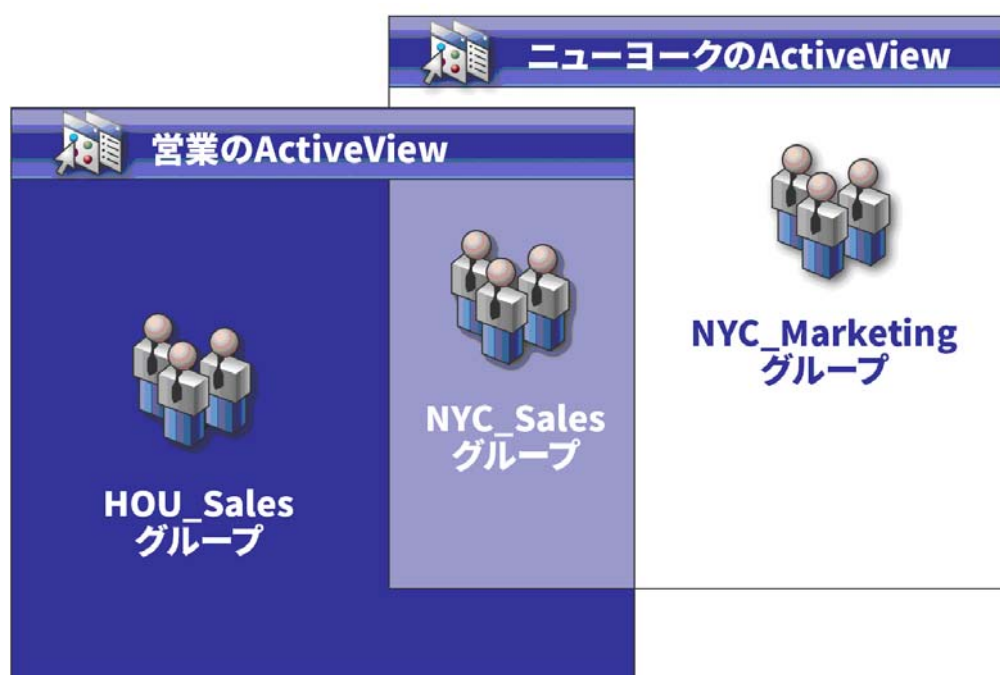 ニューヨークのActiveView
営業のActiveView
NYC_Marketing
グループ
NYC_Sales
グループ
HOU_Sales
グループ